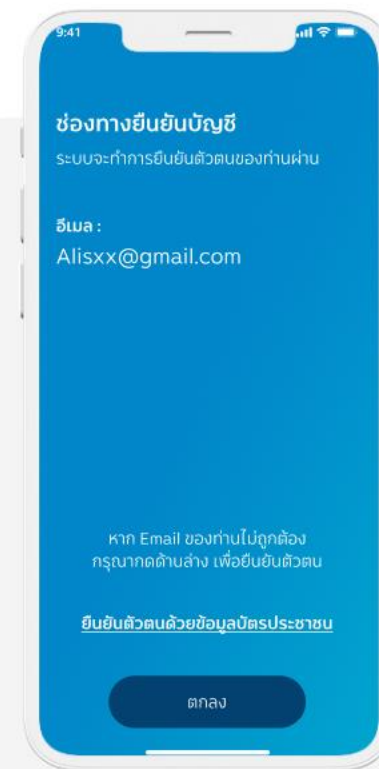 9:41
ช่องทางยืนยันบัญชี
ระบบจะทำการยืนยันตัวตนของท่านผ่าน
อีเมล :
Alisxx@gmail.com
หาก Email ของท่านไม่ถูกต้อง
กรุณากดด้านล่าง เพื่อยืนยันตัวตน
ยืนยันตัวตนด้วยข้อมูลบัตรประชาชน
ตกลง